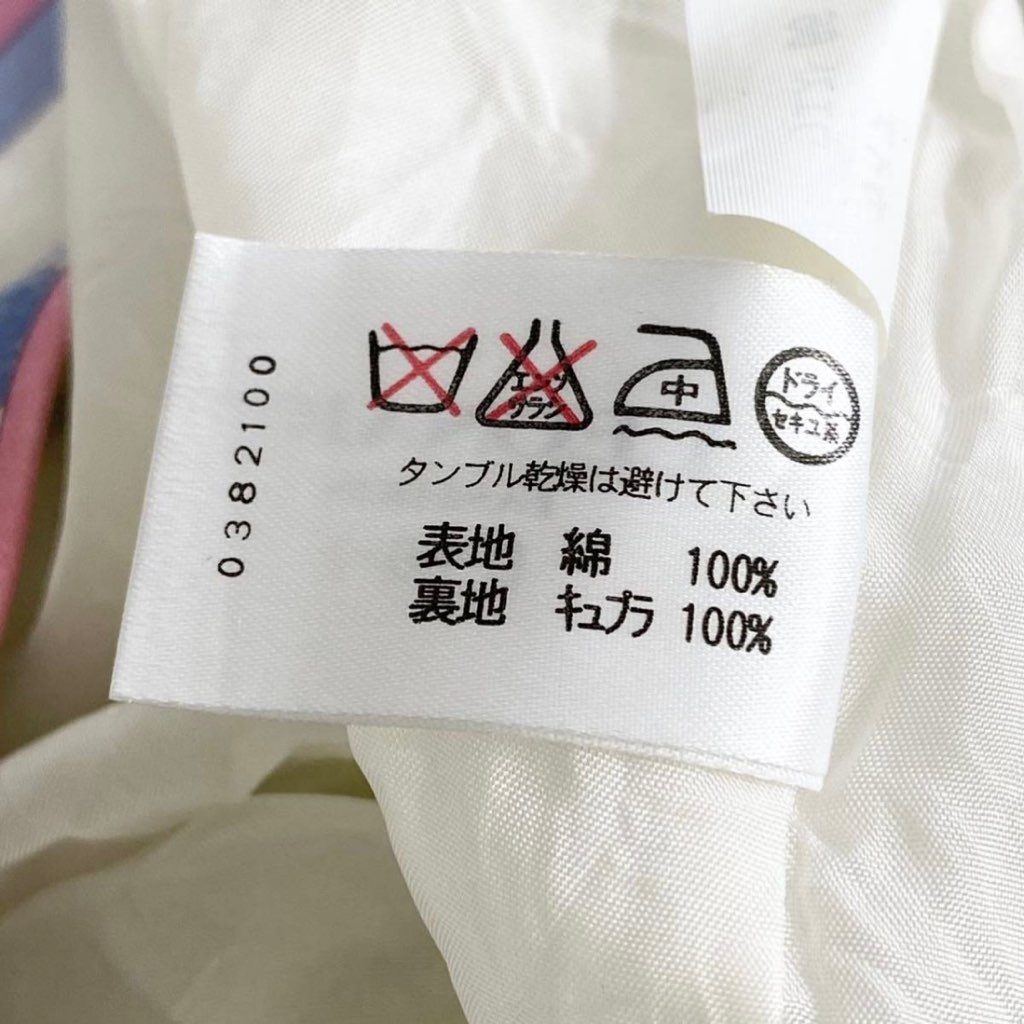 エンソ
サラシ
中
ドライ
セキユ系
タンブル乾燥は避けて下さい
表地 綿 100%
裏地 キュプラ 100%
0382100